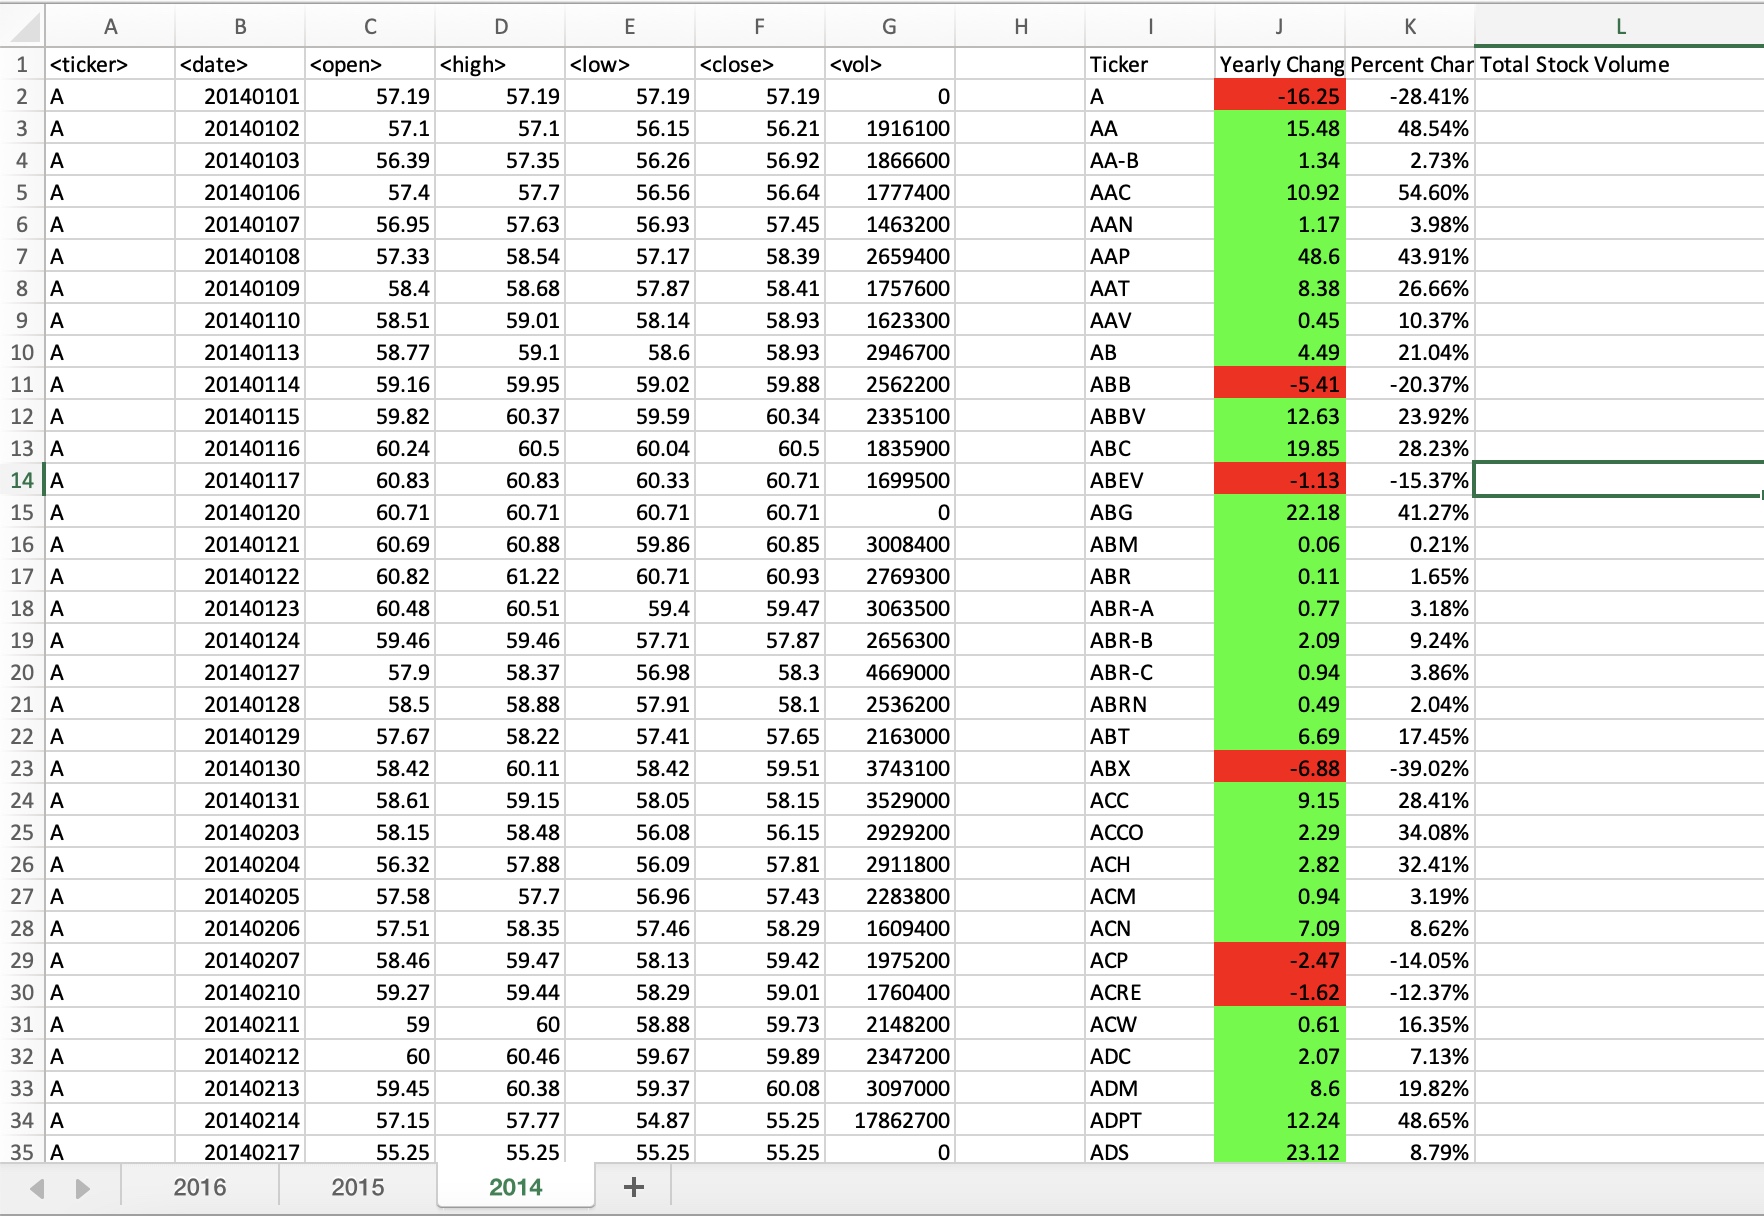 A B C D E F G H I J K L
1 <ticker> <date> <open> <high> <low> <close> <vol> Ticker Yearly Chang Percent Char Total Stock Volume
2 A 20140101 57.19 57.19 57.19 57.19 0 A -16.25 -28.41%
3 A 20140102 57.1 57.1 56.15 56.21 1916100 AA 15.48 48.54%
4 A 20140103 56.39 57.35 56.26 56.92 1866600 AA-B 1.34 2.73%
5 A 20140106 57.4 57.7 56.56 56.64 1777400 AAC 10.92 54.60%
6 A 20140107 56.95 57.63 56.93 57.45 1463200 AAN 1.17 3.98%
7 A 20140108 57.33 58.54 57.17 58.39 2659400 AAP 48.6 43.91%
8 A 20140109 58.4 58.68 57.87 58.41 1757600 AAT 8.38 26.66%
9 A 20140110 58.51 59.01 58.14 58.93 1623300 AAV 0.45 10.37%
10 A 20140113 58.77 59.1 58.6 58.93 2946700 AB 4.49 21.04%
11 A 20140114 59.16 59.95 59.02 59.88 2562200 ABB -5.41 -20.37%
12 A 20140115 59.82 60.37 59.59 60.34 2335100 ABBV 12.63 23.92%
13 A 20140116 60.24 60.5 60.04 60.5 1835900 ABC 19.85 28.23%
14 A 20140117 60.83 60.83 60.33 60.71 1699500 ABEV -1.13 -15.37%
15 A 20140120 60.71 60.71 60.71 60.71 0 ABG 22.18 41.27%
16 A 20140121 60.69 60.88 59.86 60.85 3008400 ABM 0.06 0.21%
17 A 20140122 60.82 61.22 60.71 60.93 2769300 ABR 0.11 1.65%
18 A 20140123 60.48 60.51 59.4 59.47 3063500 ABR-A 0.77 3.18%
19 A 20140124 59.46 59.46 57.71 57.87 2656300 ABR-B 2.09 9.24%
20 A 20140127 57.9 58.37 56.98 58.3 4669000 ABR-C 0.94 3.86%
21 A 20140128 58.5 58.88 57.91 58.1 2536200 ABRN 0.49 2.04%
22 A 20140129 57.67 58.22 57.41 57.65 2163000 ABT 6.69 17.45%
23 A 20140130 58.42 60.11 58.42 59.51 3743100 ABX -6.88 -39.02%
24 A 20140131 58.61 59.15 58.05 58.15 3529000 ACC 9.15 28.41%
25 A 20140203 58.15 58.48 56.08 56.15 2929200 ACCO 2.29 34.08%
26 A 20140204 56.32 57.88 56.09 57.81 2911800 ACH 2.82 32.41%
27 A 20140205 57.58 57.7 56.96 57.43 2283800 ACM 0.94 3.19%
28 A 20140206 57.51 58.35 57.46 58.29 1609400 ACN 7.09 8.62%
29 A 20140207 58.46 59.47 58.13 59.42 1975200 ACP -2.47 -14.05%
30 A 20140210 59.27 59.44 58.29 59.01 1760400 ACRE -1.62 -12.37%
31 A 20140211 59 60 58.88 59.73 2148200 ACW 0.61 16.35%
32 A 20140212 60 60.46 59.67 59.89 2347200 ADC 2.07 7.13%
33 A 20140213 59.45 60.38 59.37 60.08 3097000 ADM 8.6 19.82%
34 A 20140214 57.15 57.77 54.87 55.25 17862700 ADPT 12.24 48.65%
35 A 20140217 55.25 55.25 55.25 55.25 0 ADS 23.12 8.79%
2016 2015 2014 +